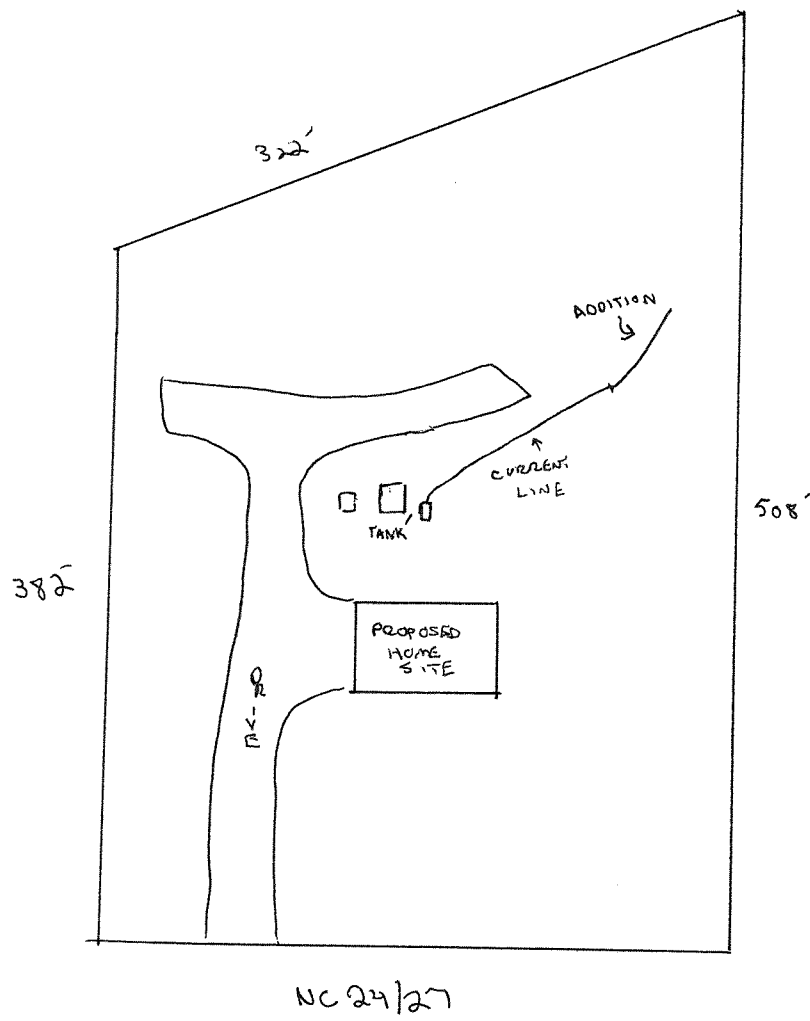 322'
ADDITION
CURRENT
LINE
TANK
508'
382'
PROPOSED
HOME
SITE
DRIVE
NC 24/27